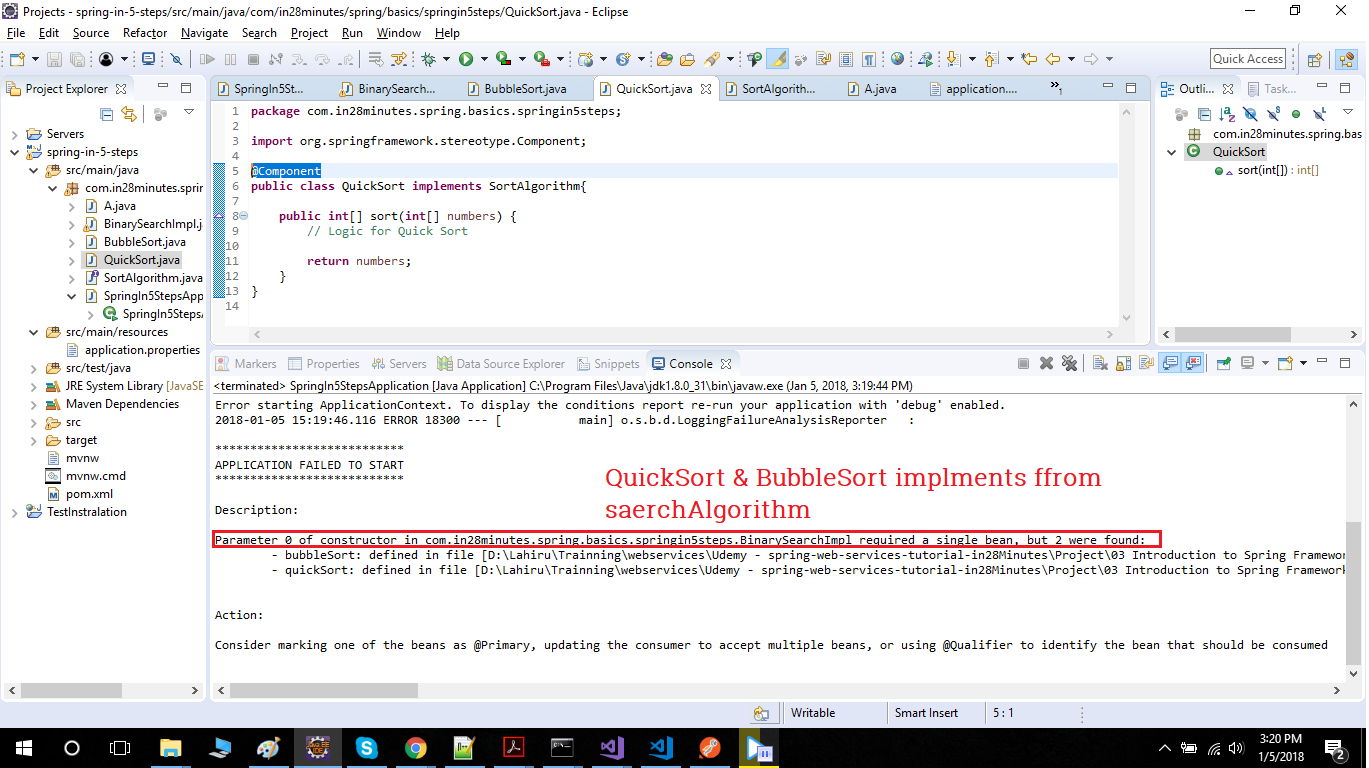 Projects - spring-in-5-steps/src/main/java/com/in28minutes/spring/basics/springin5steps/QuickSort.java - Eclipse
File Edit Source Refactor Navigate Search Project Run Window Help
Quick Access
Project Explorer
Servers
spring-in-5-steps
src/main/java
com.in28minutes.sprir
A.java
BinarySearchImpl.j
BubbleSort.java
QuickSort.java
SortAlgorithm.java
SpringIn5StepsApp
SpringIn5Steps
src/main/resources
application.properties
src/test/java
JRE System Library [JavaSE
Maven Dependencies
src
target
mvnw
mvnw.cmd
pom.xml
TestInstralation
SpringIn5St... BinarySearch... BubbleSort.java QuickSort.java SortAlgorith... A.java application.... 1
1 package com.in28minutes.spring.basics.springin5steps;
2
3 import org.springframework.stereotype.Component;
4
5 @Component
6 public class QuickSort implements SortAlgorithm{
7
8 public int[] sort(int[] numbers) {
9 // Logic for Quick Sort
10
11 return numbers;
12 }
13 }
14
Outli... Task...
com.in28minutes.spring.bas
QuickSort
sort(int[]) : int[]
Markers Properties Servers Data Source Explorer Snippets Console
<terminated> SpringIn5StepsApplication [Java Application] C:\Program Files\Java\jdk1.8.0_31\bin\javaw.exe (Jan 5, 2018, 3:19:44 PM)
Error starting ApplicationContext. To display the conditions report re-run your application with 'debug' enabled.
2018-01-05 15:19:46.116 ERROR 18300 --- [ main] o.s.b.d.LoggingFailureAnalysisReporter :
***************************
APPLICATION FAILED TO START
***************************
QuickSort & BubbleSort implments ffrom
saerchAlgorithm
Description:
Parameter 0 of constructor in com.in28minutes.spring.basics.springin5steps.BinarySearchImpl required a single bean, but 2 were found:
- bubbleSort: defined in file [D:\Lahiru\Trainning\webservices\Udemy - spring-web-services-tutorial-in28Minutes\Project\03 Introduction to Spring Framewor
- quickSort: defined in file [D:\Lahiru\Trainning\webservices\Udemy - spring-web-services-tutorial-in28Minutes\Project\03 Introduction to Spring Framework
Action:
Consider marking one of the beans as @Primary, updating the consumer to accept multiple beans, or using @Qualifier to identify the bean that should be consumed
Writable Smart Insert 5 : 1
3:20 PM
1/5/2018
2